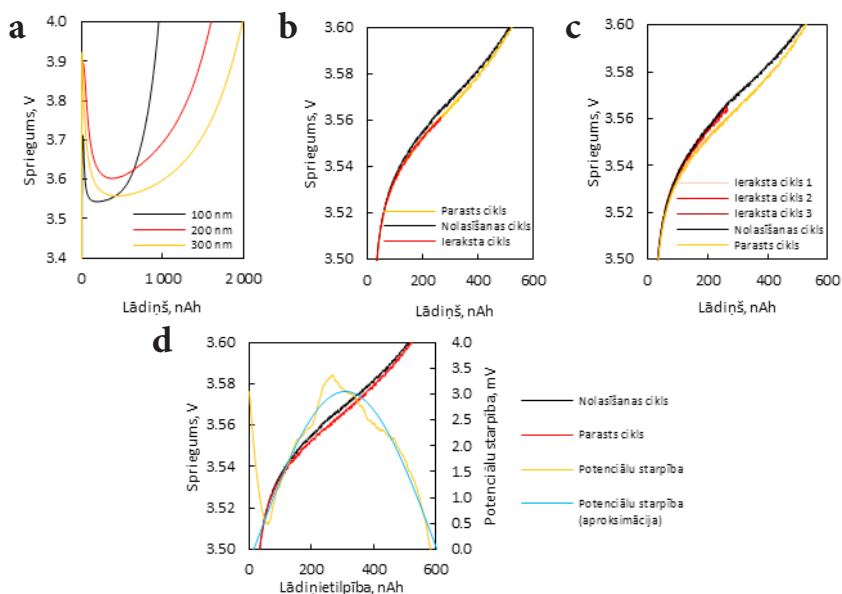 a
Spriegums, V
4.0
3.9
3.8
3.7
3.6
3.5
3.4
100 nm
200 nm
300 nm
0
1 000
2 000
Lādiņš, nAh
b
Spriegums, V
3.60
3.58
3.56
3.54
3.52
3.50
Parasts cikls
Nolasīšanas cikls
Ieraksta cikls
0
200
400
600
Lādiņš, nAh
c
Spriegums, V
3.60
3.58
3.56
3.54
3.52
3.50
Ieraksta cikls 1
Ieraksta cikls 2
Ieraksta cikls 3
Nolasīšanas cikls
Parasts cikls
0
200
400
600
Lādiņš, nAh
d
Spriegums, V
3.60
3.58
3.56
3.54
3.52
3.50
4.0
3.5
3.0
2.5
2.0
1.5
1.0
0.5
0.0
Potenciālu starpība, mV
0
200
400
600
Lādiņietilpība, nAh
Nolasīšanas cikls
Parasts cikls
Potenciālu starpība
Potenciālu starpība
(aproksimācija)